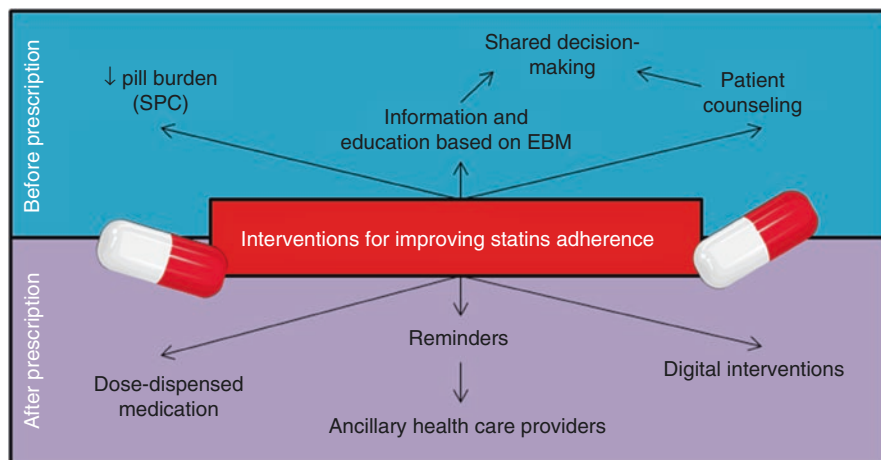 Before prescription
↓ pill burden
(SPC)
Shared decision-
making
Information and
education based on EBM
Patient
counseling
Interventions for improving statins adherence
After prescription
Dose-dispensed
medication
Reminders
Ancillary health care providers
Digital interventions